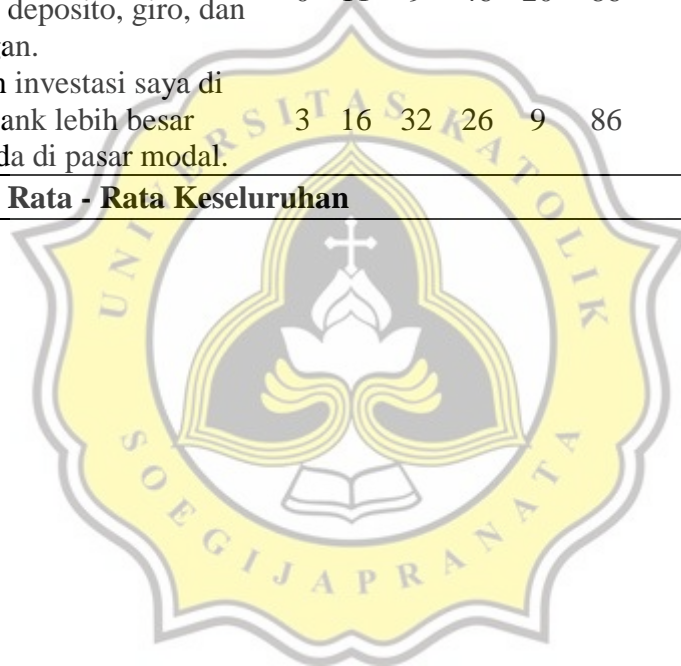 deposito, giro, dan
an.
investasi saya di
ank lebih besar 3 16 32 26 9 86
da di pasar modal.
Rata - Rata Keseluruhan
UNIVERSITAS KATOLIK
SOEGIJAPRANATA